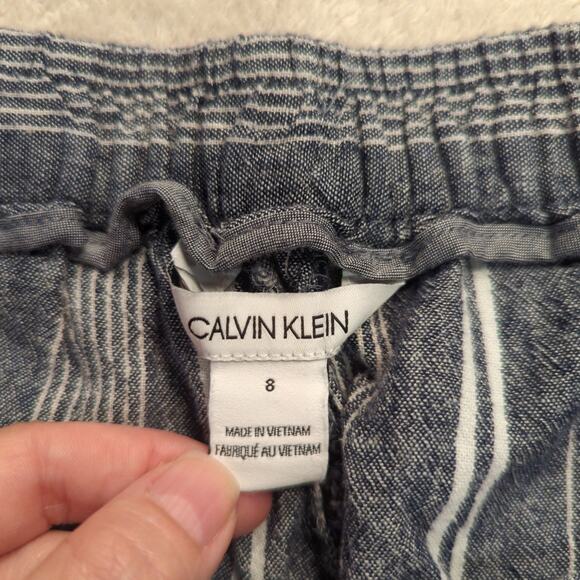 CALVIN KLEIN
8
MADE IN VIETNAM
FABRIQUÉ AU VIETNAM